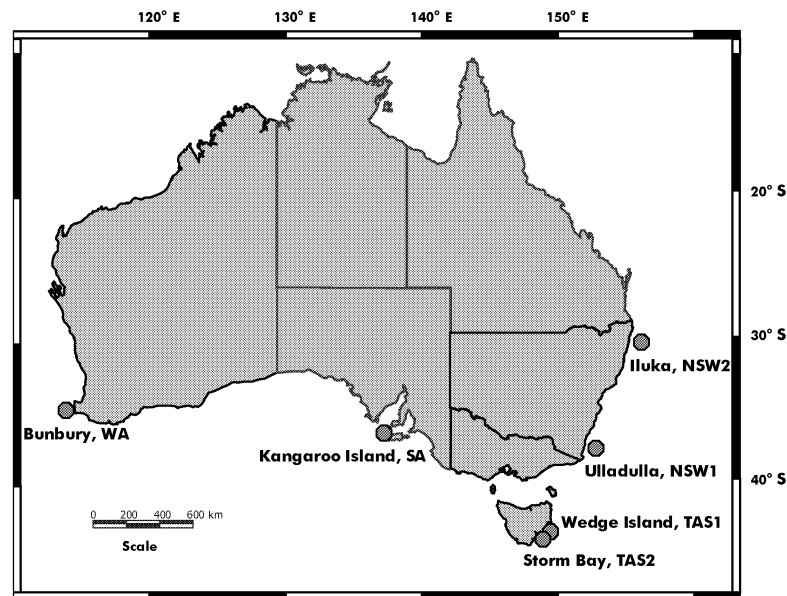 120° E 130° E 140° E 150° E
20° S
30° S
Iluka, NSW2
Bunbury, WA
Kangaroo Island, SA
Ulladulla, NSW1
40° S
0 200 400 600 km
Wedge Island, TAS1
Scale
Storm Bay, TAS2